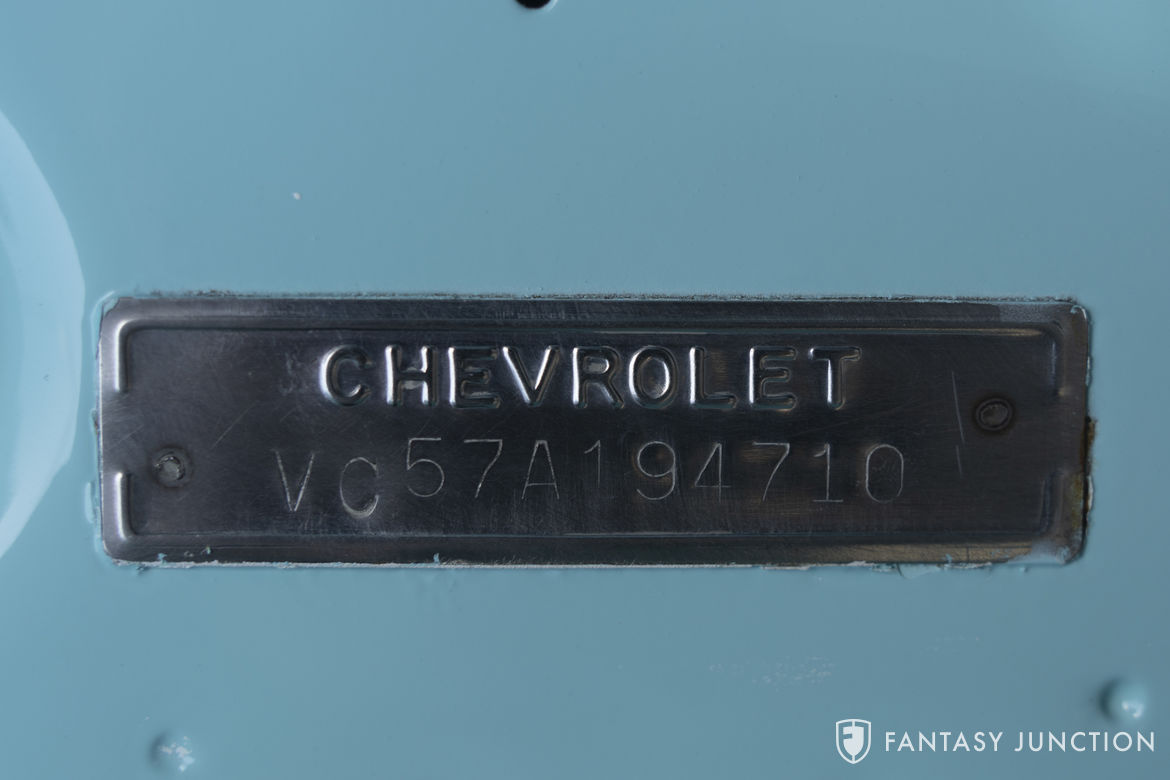 CHEVROLET
VC57A194710
FANTASY JUNCTION